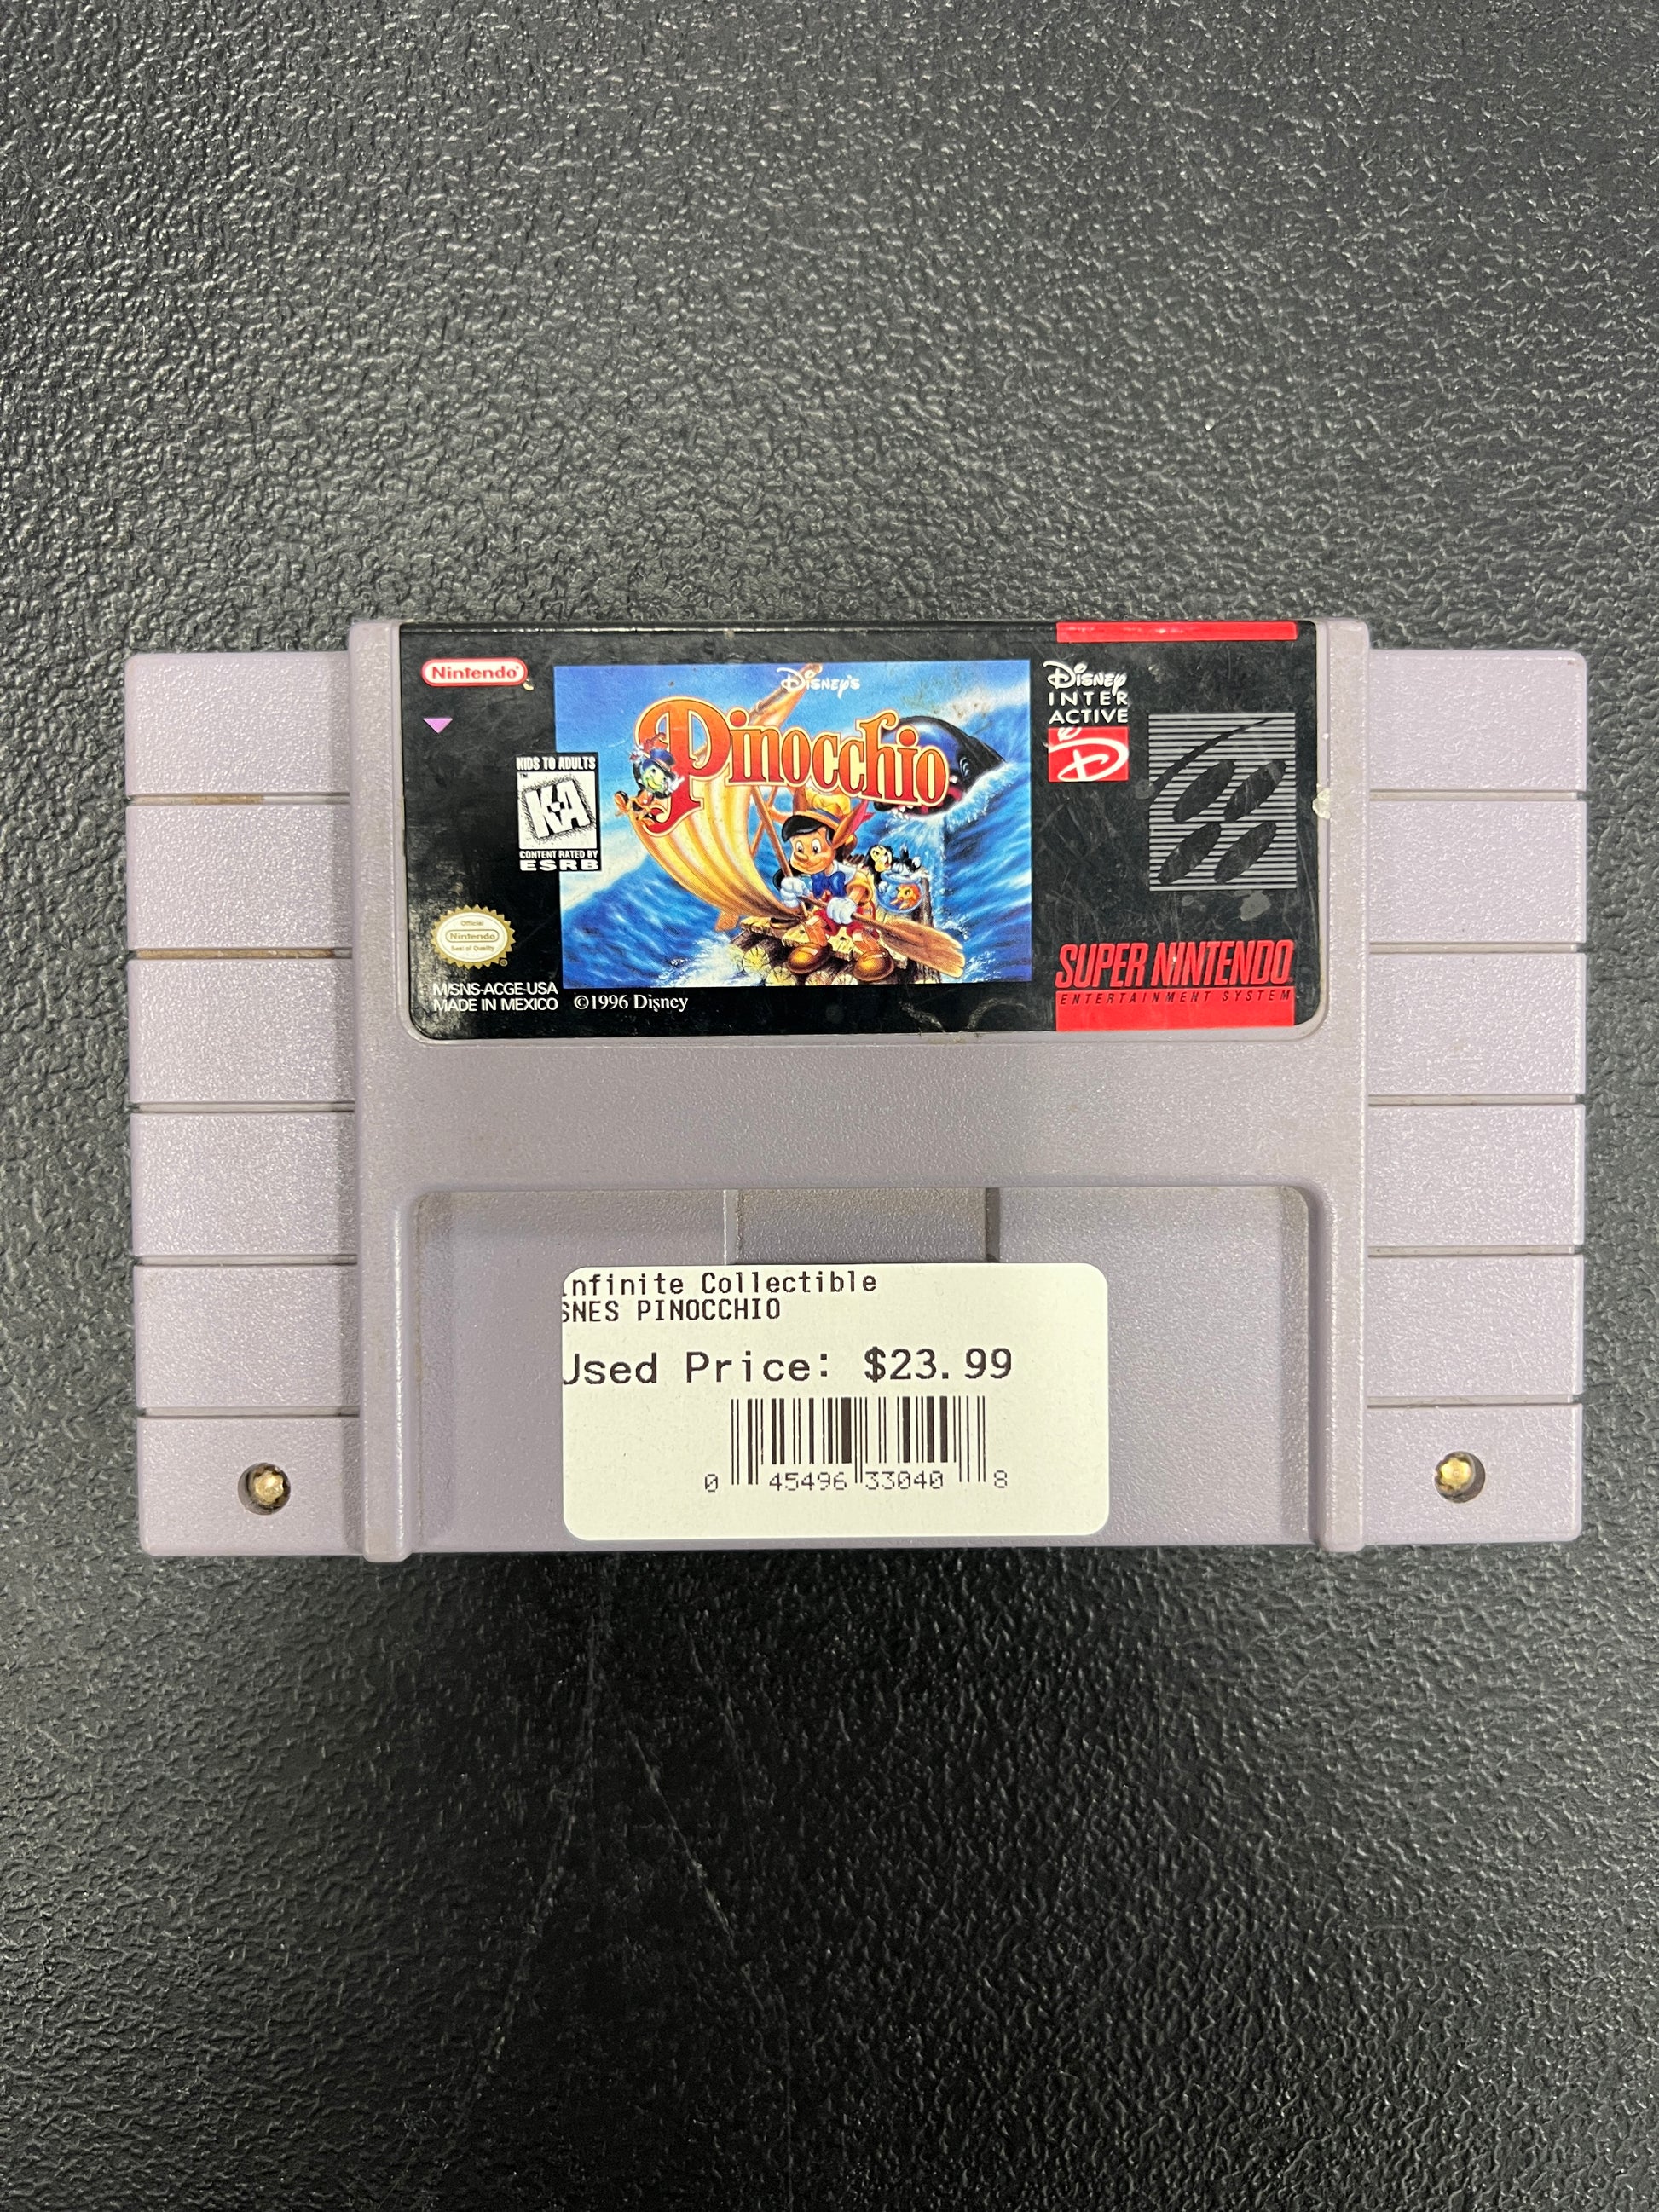 Nintendo®
Disney's
Pinocchio
DISNEY
INTER
ACTIVE
KIDS TO ADULTS
K-A
CONTENT RATED BY
ESRB
Official
Nintendo
Seal of Quality
M/SNS-ACGE-USA
MADE IN MEXICO
©1996 Disney
SUPER NINTENDO
ENTERTAINMENT SYSTEM
nfinite Collectible
SNES PINOCCHIO
Used Price: $23.99
0 45496 33040 8